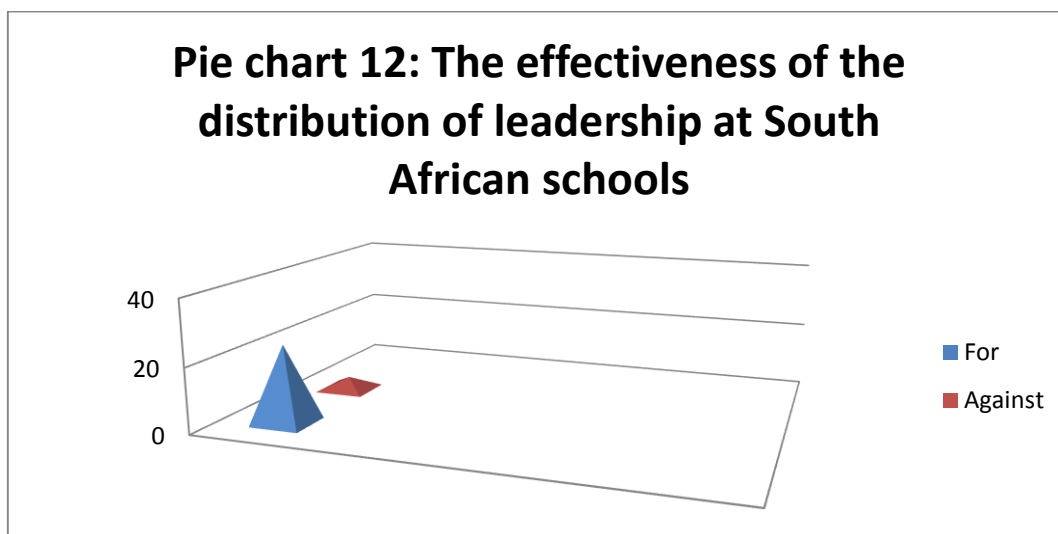 Pie chart 12: The effectiveness of the
distribution of leadership at South
African schools
40
20
0
For
Against